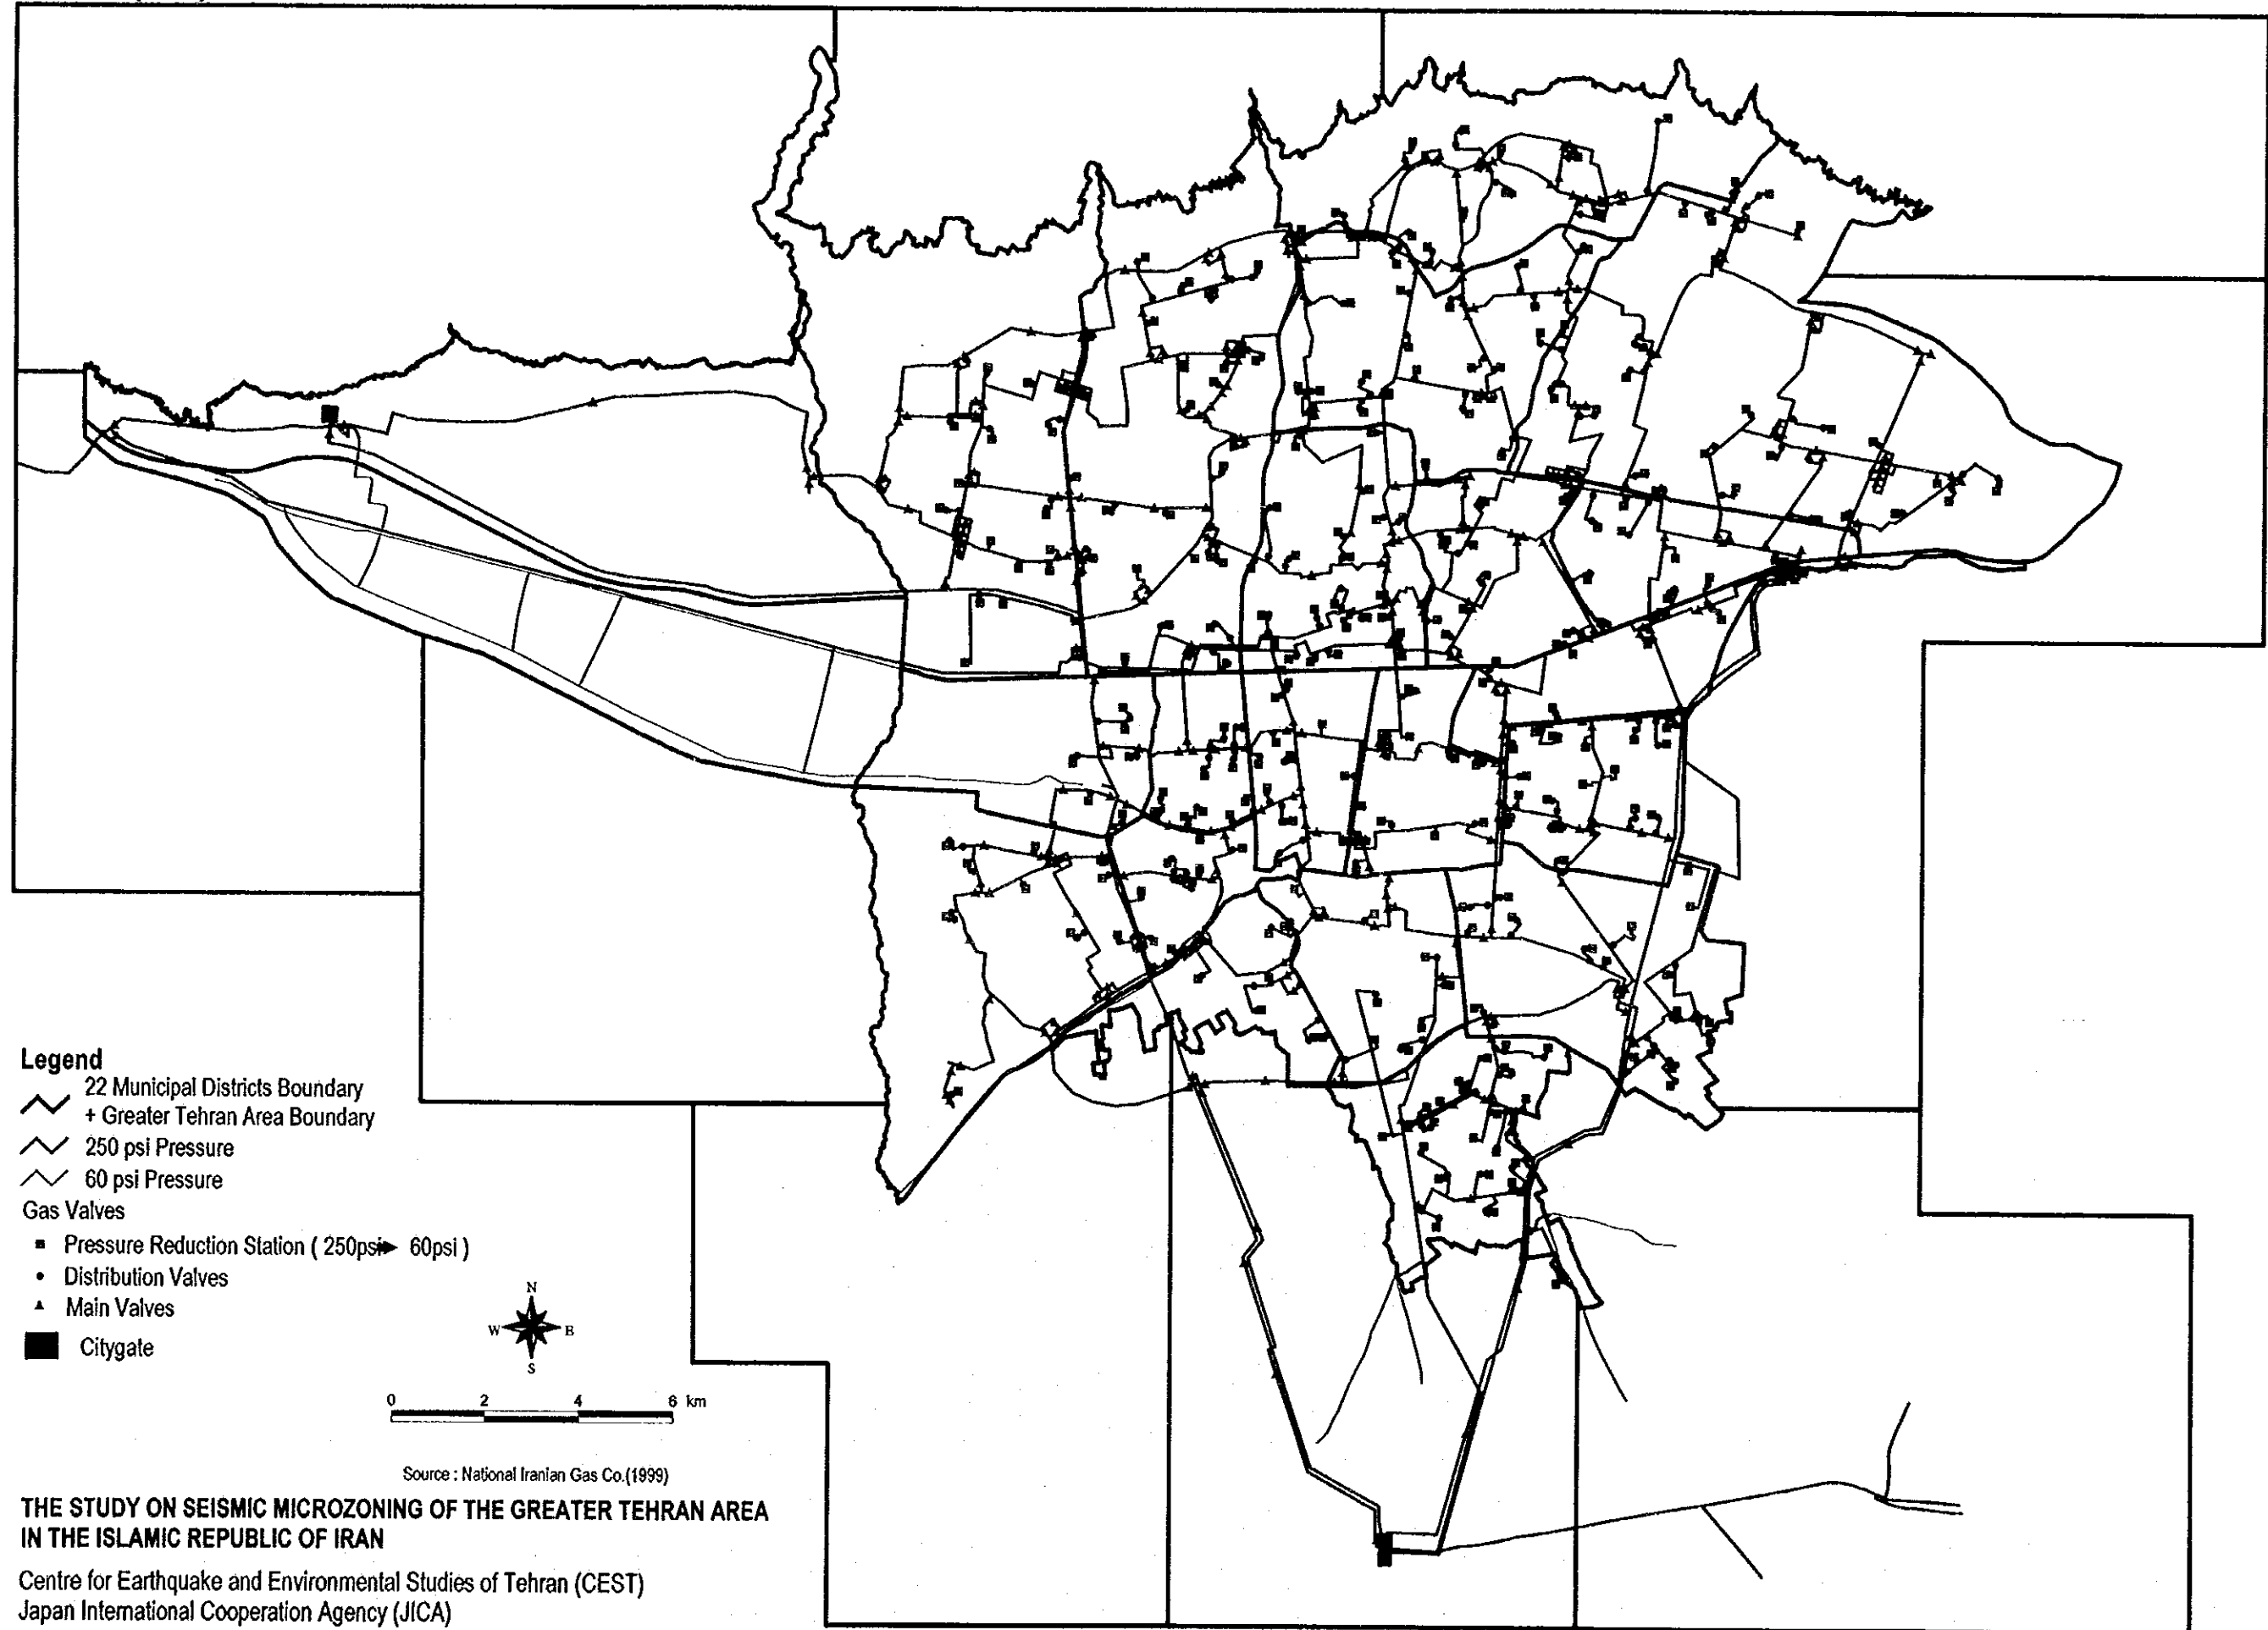 Legend
22 Municipal Districts Boundary
+ Greater Tehran Area Boundary
250 psi Pressure
60 psi Pressure
Gas Valves
Pressure Reduction Station ( 250psi 60psi )
Distribution Valves
Main Valves
Citygate
N
W E
S
0 2 4 6 km
Source : National Iranian Gas Co.(1999)
THE STUDY ON SEISMIC MICROZONING OF THE GREATER TEHRAN AREA
IN THE ISLAMIC REPUBLIC OF IRAN
Centre for Earthquake and Environmental Studies of Tehran (CEST)
Japan International Cooperation Agency (JICA)